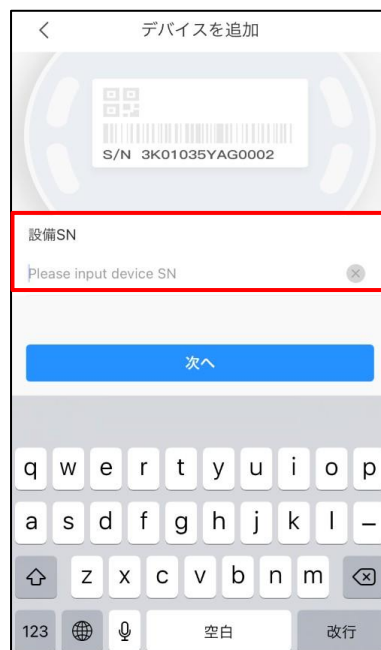 デバイスを追加
S/N 3K01035YAG0002
設備SN
Please input device SN
次へ
q w e r t y u i o p
a s d f g h j k l ー
z x c v b n m
123 空白 改行